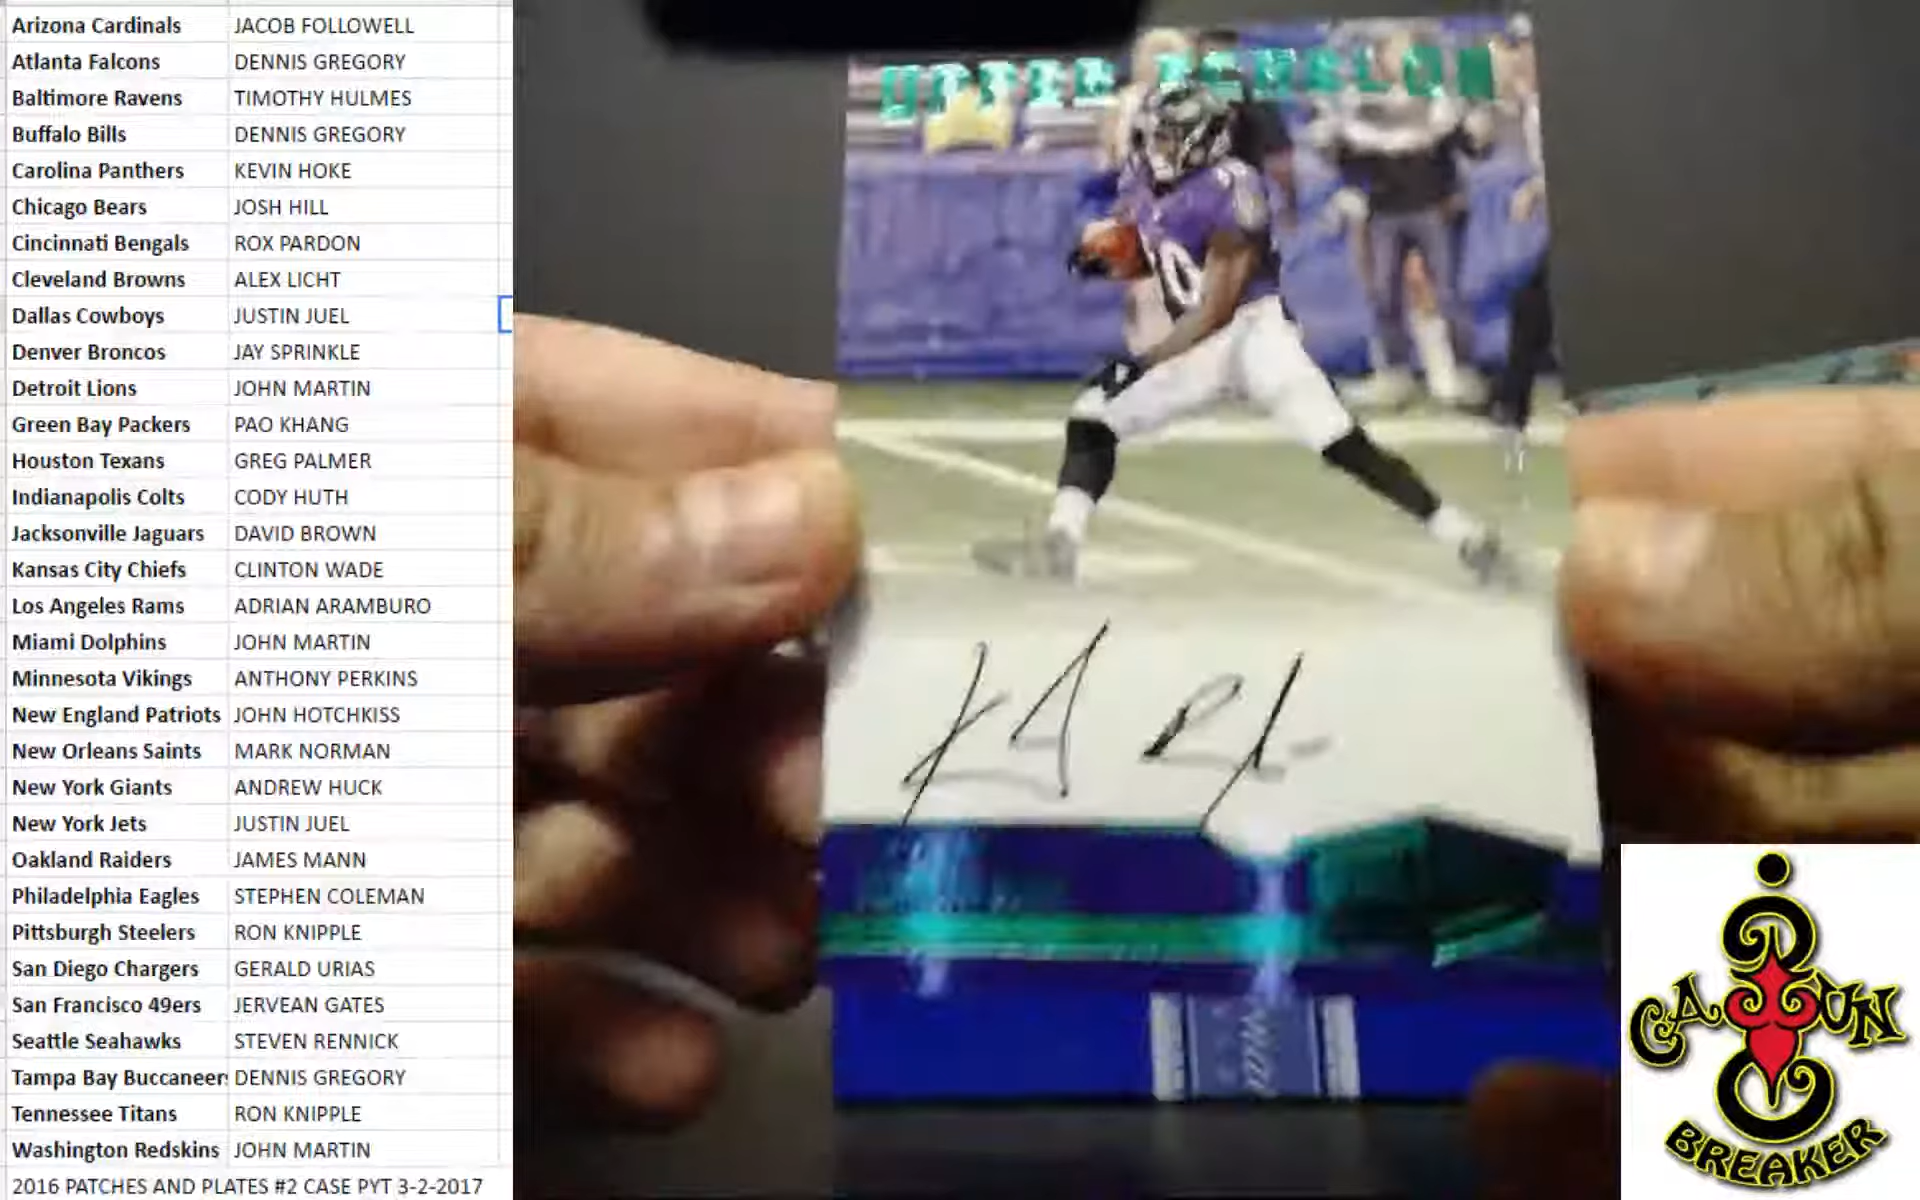 Arizona Cardinals JACOB FOLLOWELL
Atlanta Falcons DENNIS GREGORY
Baltimore Ravens TIMOTHY HULMES
Buffalo Bills DENNIS GREGORY
Carolina Panthers KEVIN HOKE
Chicago Bears JOSH HILL
Cincinnati Bengals ROX PARDON
Cleveland Browns ALEX LICHT
Dallas Cowboys JUSTIN JUEL
Denver Broncos JAY SPRINKLE
Detroit Lions JOHN MARTIN
Green Bay Packers PAO KHANG
Houston Texans GREG PALMER
Indianapolis Colts CODY HUTH
Jacksonville Jaguars DAVID BROWN
Kansas City Chiefs CLINTON WADE
Los Angeles Rams ADRIAN ARAMBURO
Miami Dolphins JOHN MARTIN
Minnesota Vikings ANTHONY PERKINS
New England Patriots JOHN HOTCHKISS
New Orleans Saints MARK NORMAN
New York Giants ANDREW HUCK
New York Jets JUSTIN JUEL
Oakland Raiders JAMES MANN
Philadelphia Eagles STEPHEN COLEMAN
Pittsburgh Steelers RON KNIPPLE
San Diego Chargers GERALD URIAS
San Francisco 49ers JERVEAN GATES
Seattle Seahawks STEVEN RENNICK
Tampa Bay Buccaneers DENNIS GREGORY
Tennessee Titans RON KNIPPLE
Washington Redskins JOHN MARTIN
2016 PATCHES AND PLATES #2 CASE PYT 3-2-2017
UPPER ECHELON
CAJUN
BREAKER